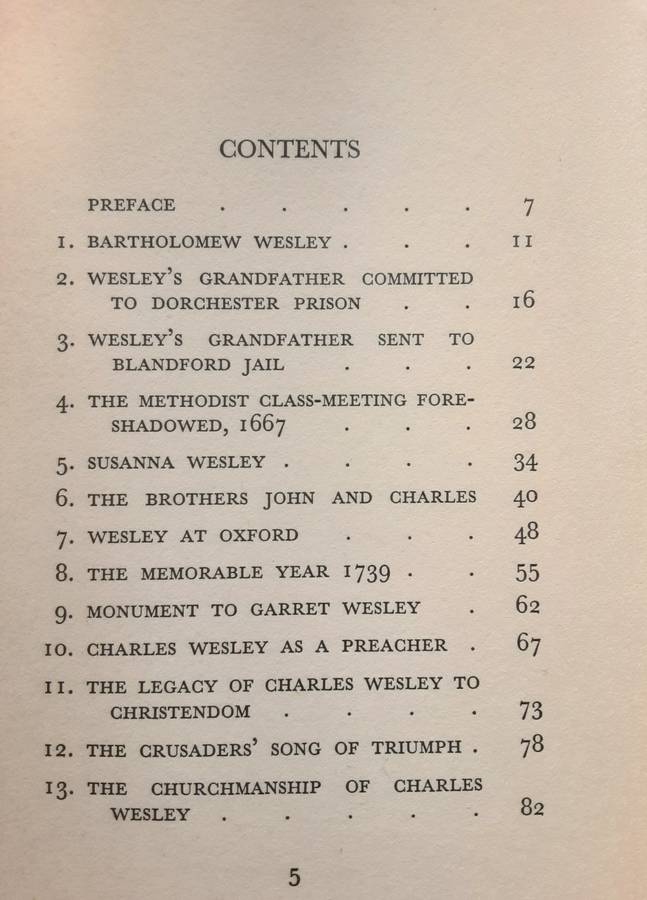 CONTENTS
PREFACE . . . . . 7
1. BARTHOLOMEW WESLEY . . . 11
2. WESLEY'S GRANDFATHER COMMITTED
TO DORCHESTER PRISON . . 16
3. WESLEY'S GRANDFATHER SENT TO
BLANDFORD JAIL . . . 22
4. THE METHODIST CLASS-MEETING FORE-
SHADOWED, 1667 . . . 28
5. SUSANNA WESLEY . . . . 34
6. THE BROTHERS JOHN AND CHARLES 40
7. WESLEY AT OXFORD . . . 48
8. THE MEMORABLE YEAR 1739 . . 55
9. MONUMENT TO GARRET WESLEY . 62
10. CHARLES WESLEY AS A PREACHER . 67
11. THE LEGACY OF CHARLES WESLEY TO
CHRISTENDOM . . . . 73
12. THE CRUSADERS' SONG OF TRIUMPH . 78
13. THE CHURCHMANSHIP OF CHARLES
WESLEY . . . . . 82
5